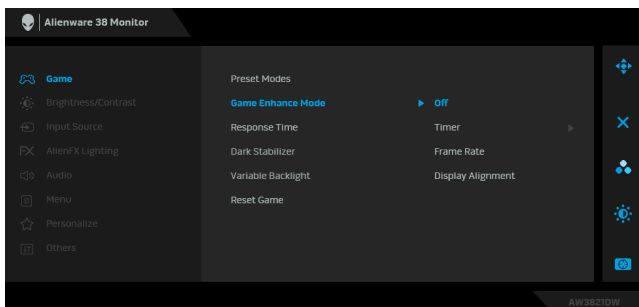 Alienware 38 Monitor
Game
Brightness/Contrast
Input Source
AlienFX Lighting
Audio
Menu
Personalize
Others
Preset Modes
Game Enhance Mode
Response Time
Dark Stabilizer
Variable Backlight
Reset Game
Off
Timer
Frame Rate
Display Alignment
AW3821DW